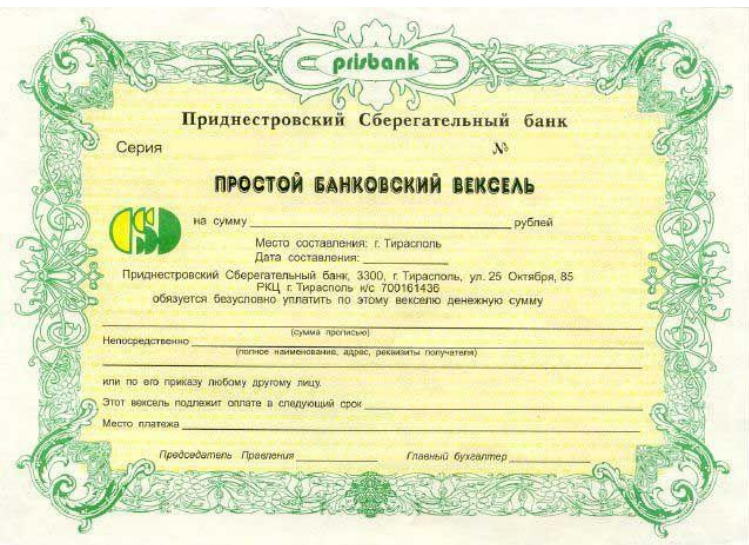 prisbank
Приднестровский Сберегательный банк
Серия №
ПРОСТОЙ БАНКОВСКИЙ ВЕКСЕЛЬ
на сумму рублей
Место составления: г. Тирасполь
Дата составления:
Приднестровский Сберегательный банк, 3300, г. Тирасполь, ул. 25 Октября, 85
РКЦ г. Тирасполь к/с 700161436
обязуется безусловно уплатить по этому векселю денежную сумму
(сумма прописью)
Непосредственно
(полное наименование, адрес, реквизиты получателя)
или по его приказу любому другому лицу.
Этот вексель подлежит оплате в следующий срок
Место платежа
Председатель Правления Главный бухгалтер